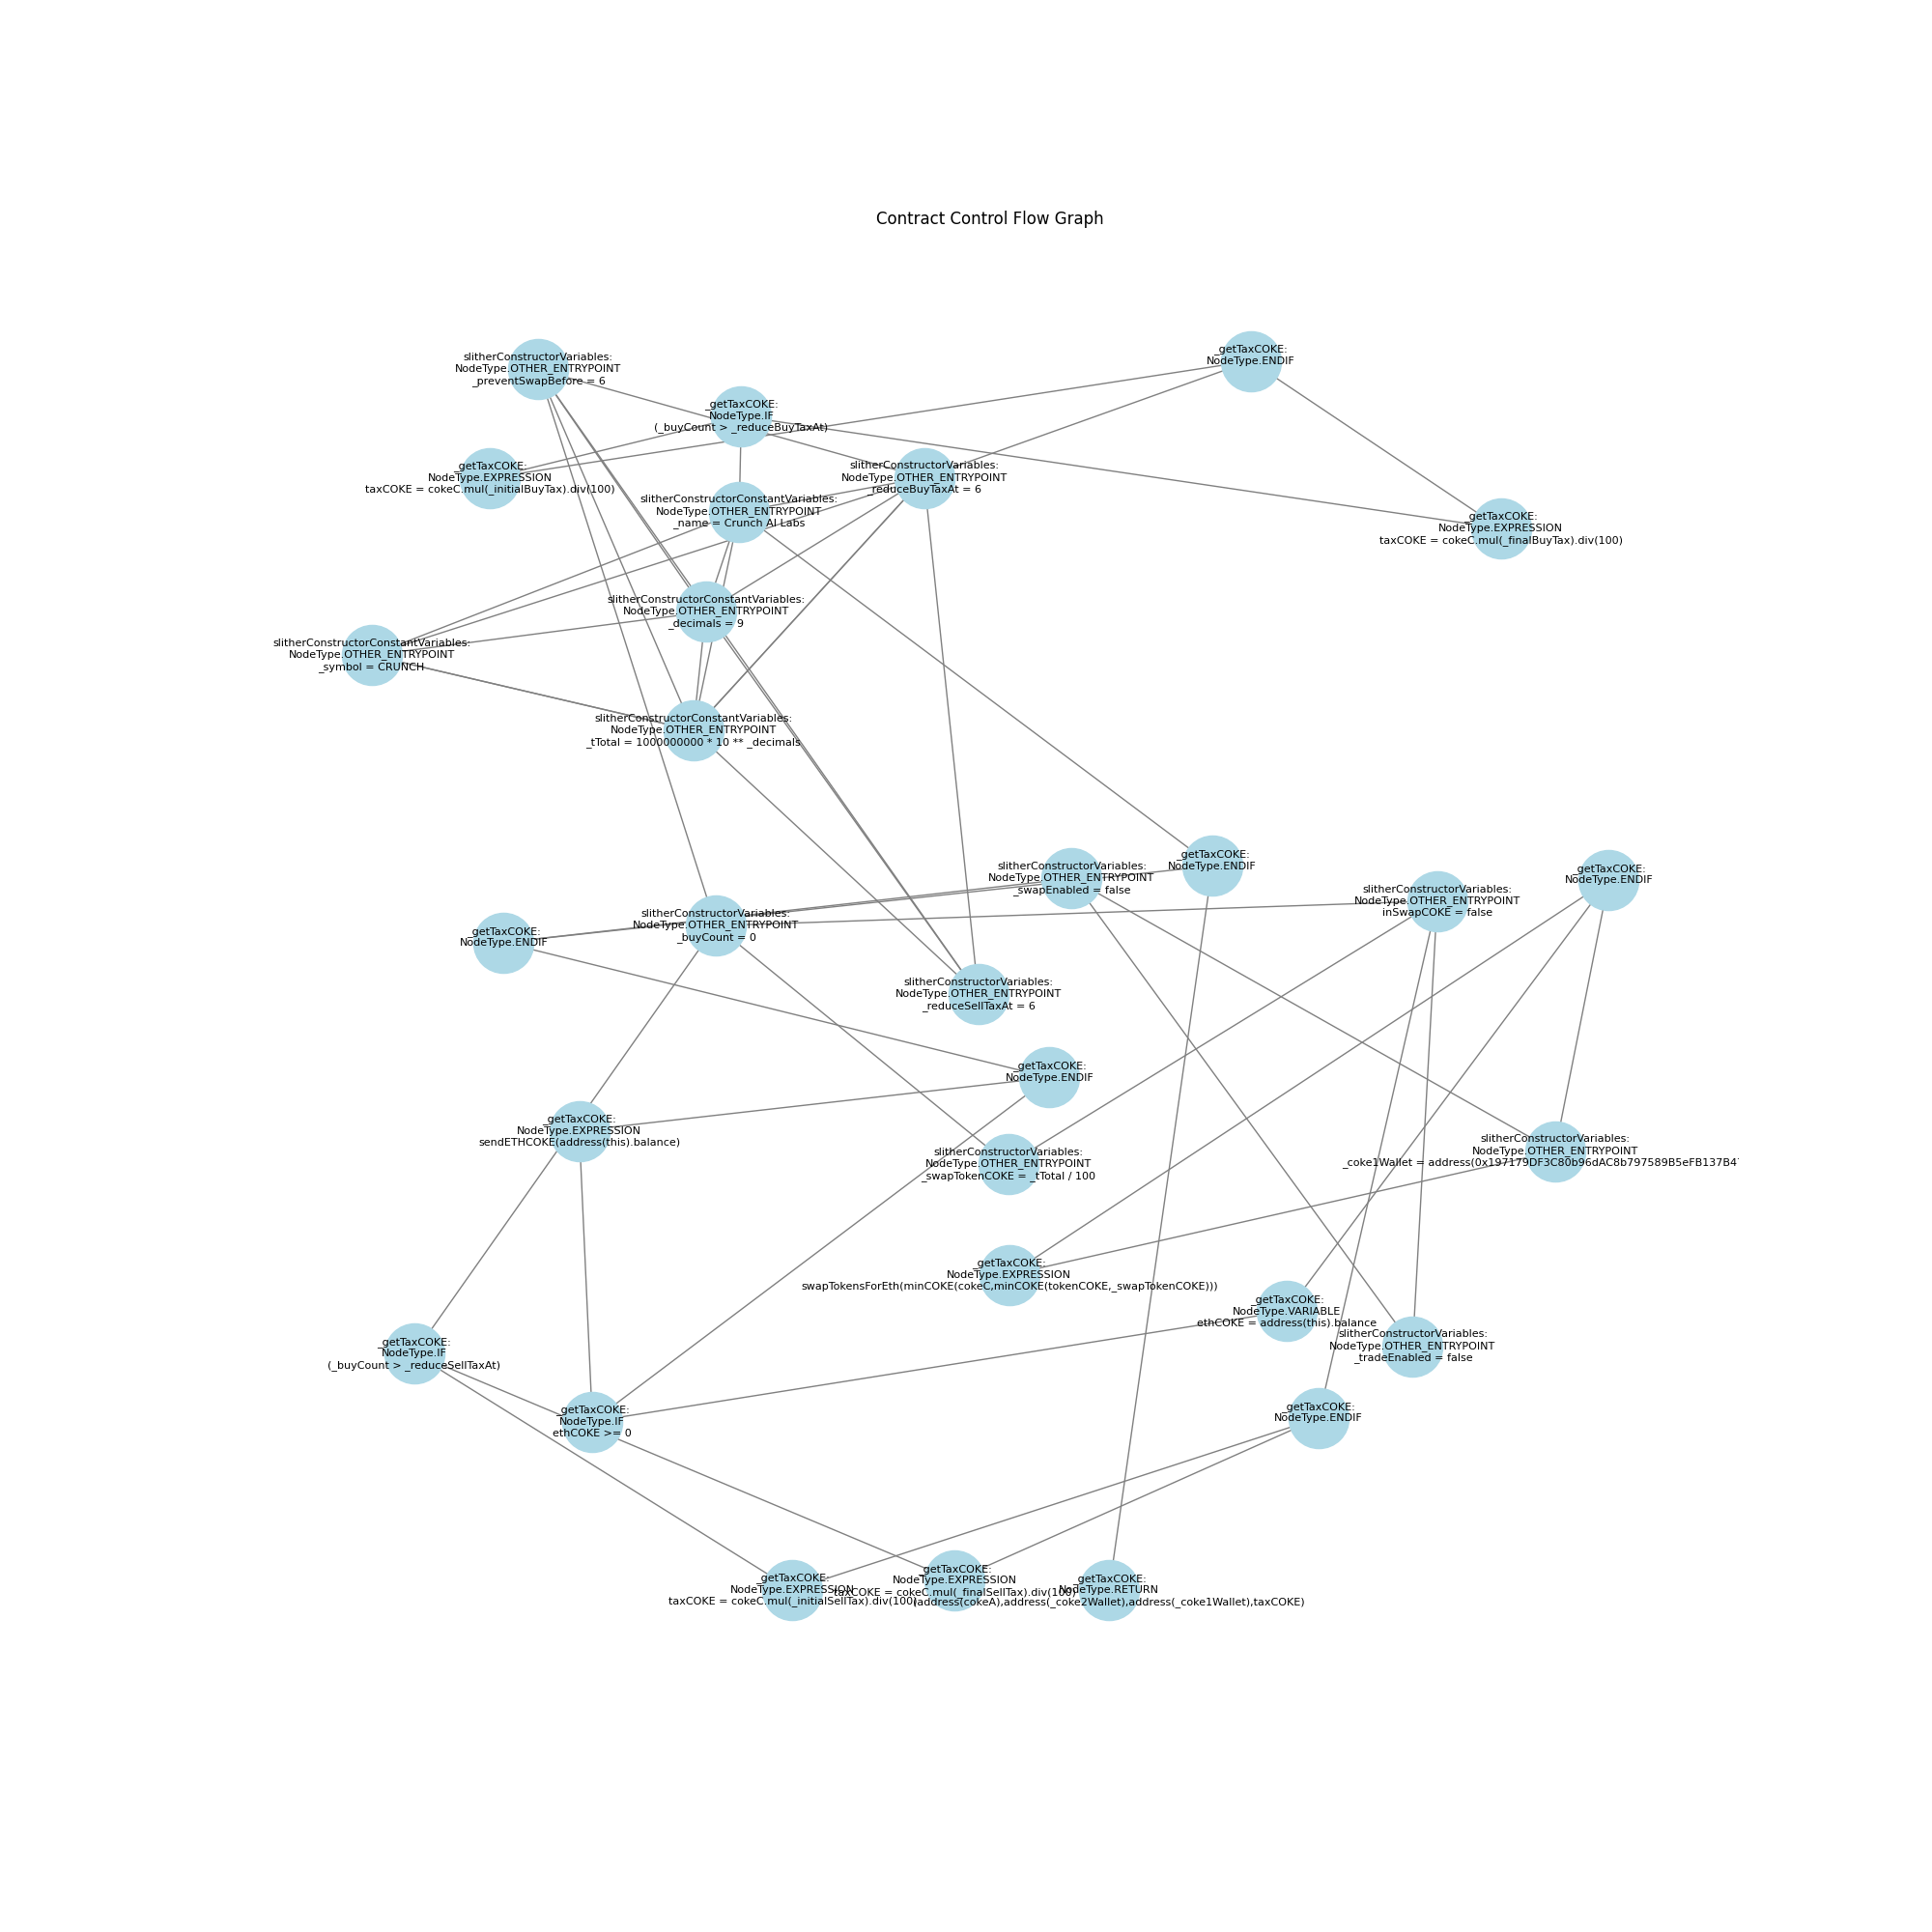 Contract Control Flow Graph
slitherConstructorVariables:
NodeType.OTHER_ENTRYPOINT
_preventSwapBefore = 6
_getTaxCOKE:
NodeType.ENDIF
_getTaxCOKE:
NodeType.IF
(_buyCount > _reduceBuyTaxAt)
_getTaxCOKE:
NodeType.EXPRESSION
taxCOKE = cokeC.mul(_initialBuyTax).div(100)
slitherConstructorVariables:
NodeType.OTHER_ENTRYPOINT
_reduceBuyTaxAt = 6
slitherConstructorConstantVariables:
NodeType.OTHER_ENTRYPOINT
_name = Crunch AI Labs
_getTaxCOKE:
NodeType.EXPRESSION
taxCOKE = cokeC.mul(_finalBuyTax).div(100)
slitherConstructorConstantVariables:
NodeType.OTHER_ENTRYPOINT
_decimals = 9
slitherConstructorConstantVariables:
NodeType.OTHER_ENTRYPOINT
_symbol = CRUNCH
slitherConstructorConstantVariables:
NodeType.OTHER_ENTRYPOINT
_tTotal = 1000000000 * 10 ** _decimals
_getTaxCOKE:
NodeType.ENDIF
slitherConstructorVariables:
NodeType.OTHER_ENTRYPOINT
_swapEnabled = false
_getTaxCOKE:
NodeType.ENDIF
slitherConstructorVariables:
NodeType.OTHER_ENTRYPOINT
inSwapCOKE = false
slitherConstructorVariables:
NodeType.OTHER_ENTRYPOINT
_buyCount = 0
_getTaxCOKE:
NodeType.ENDIF
slitherConstructorVariables:
NodeType.OTHER_ENTRYPOINT
_reduceSellTaxAt = 6
_getTaxCOKE:
NodeType.ENDIF
_getTaxCOKE:
NodeType.EXPRESSION
sendETHCOKE(address(this).balance)
slitherConstructorVariables:
NodeType.OTHER_ENTRYPOINT
_coke1Wallet = address(0x197179DF3C80b96dAC8b797589B5eFB137B4
slitherConstructorVariables:
NodeType.OTHER_ENTRYPOINT
_swapTokenCOKE = _tTotal / 100
_getTaxCOKE:
NodeType.EXPRESSION
swapTokensForEth(minCOKE(cokeC,minCOKE(tokenCOKE,_swapTokenCOKE)))
_getTaxCOKE:
NodeType.VARIABLE
ethCOKE = address(this).balance
slitherConstructorVariables:
NodeType.OTHER_ENTRYPOINT
_tradeEnabled = false
_getTaxCOKE:
NodeType.IF
(_buyCount > _reduceSellTaxAt)
_getTaxCOKE:
NodeType.IF
ethCOKE >= 0
_getTaxCOKE:
NodeType.ENDIF
_getTaxCOKE:
NodeType.EXPRESSION
taxCOKE = cokeC.mul(_initialSellTax).div(100)
_getTaxCOKE:
NodeType.EXPRESSION
taxCOKE = cokeC.mul(_finalSellTax).div(100)
_getTaxCOKE:
NodeType.RETURN
(address(cokeA),address(_coke2Wallet),address(_coke1Wallet),taxCOKE)